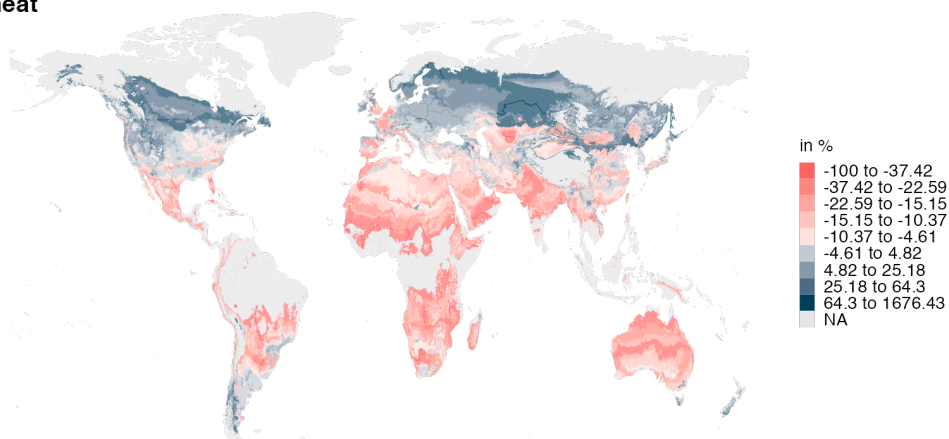 eat
in %
-100 to -37.42
-37.42 to -22.59
-22.59 to -15.15
-15.15 to -10.37
-10.37 to -4.61
-4.61 to 4.82
4.82 to 25.18
25.18 to 64.3
64.3 to 1676.43
NA